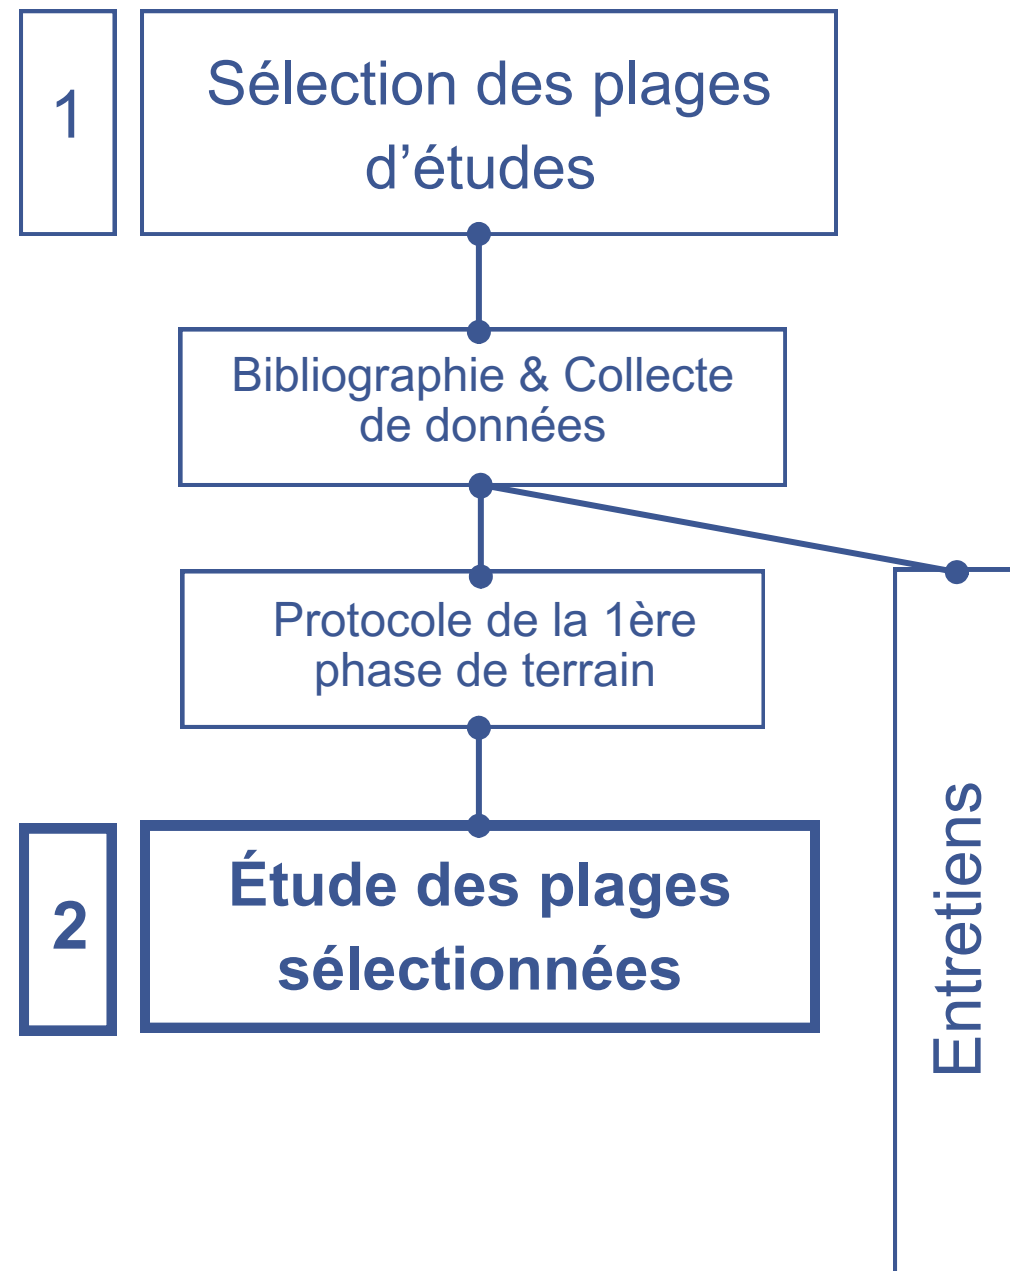 1
Sélection des plages
d’études
Bibliographie & Collecte
de données
Protocole de la 1ère
phase de terrain
2
Étude des plages
sélectionnées
Entretiens